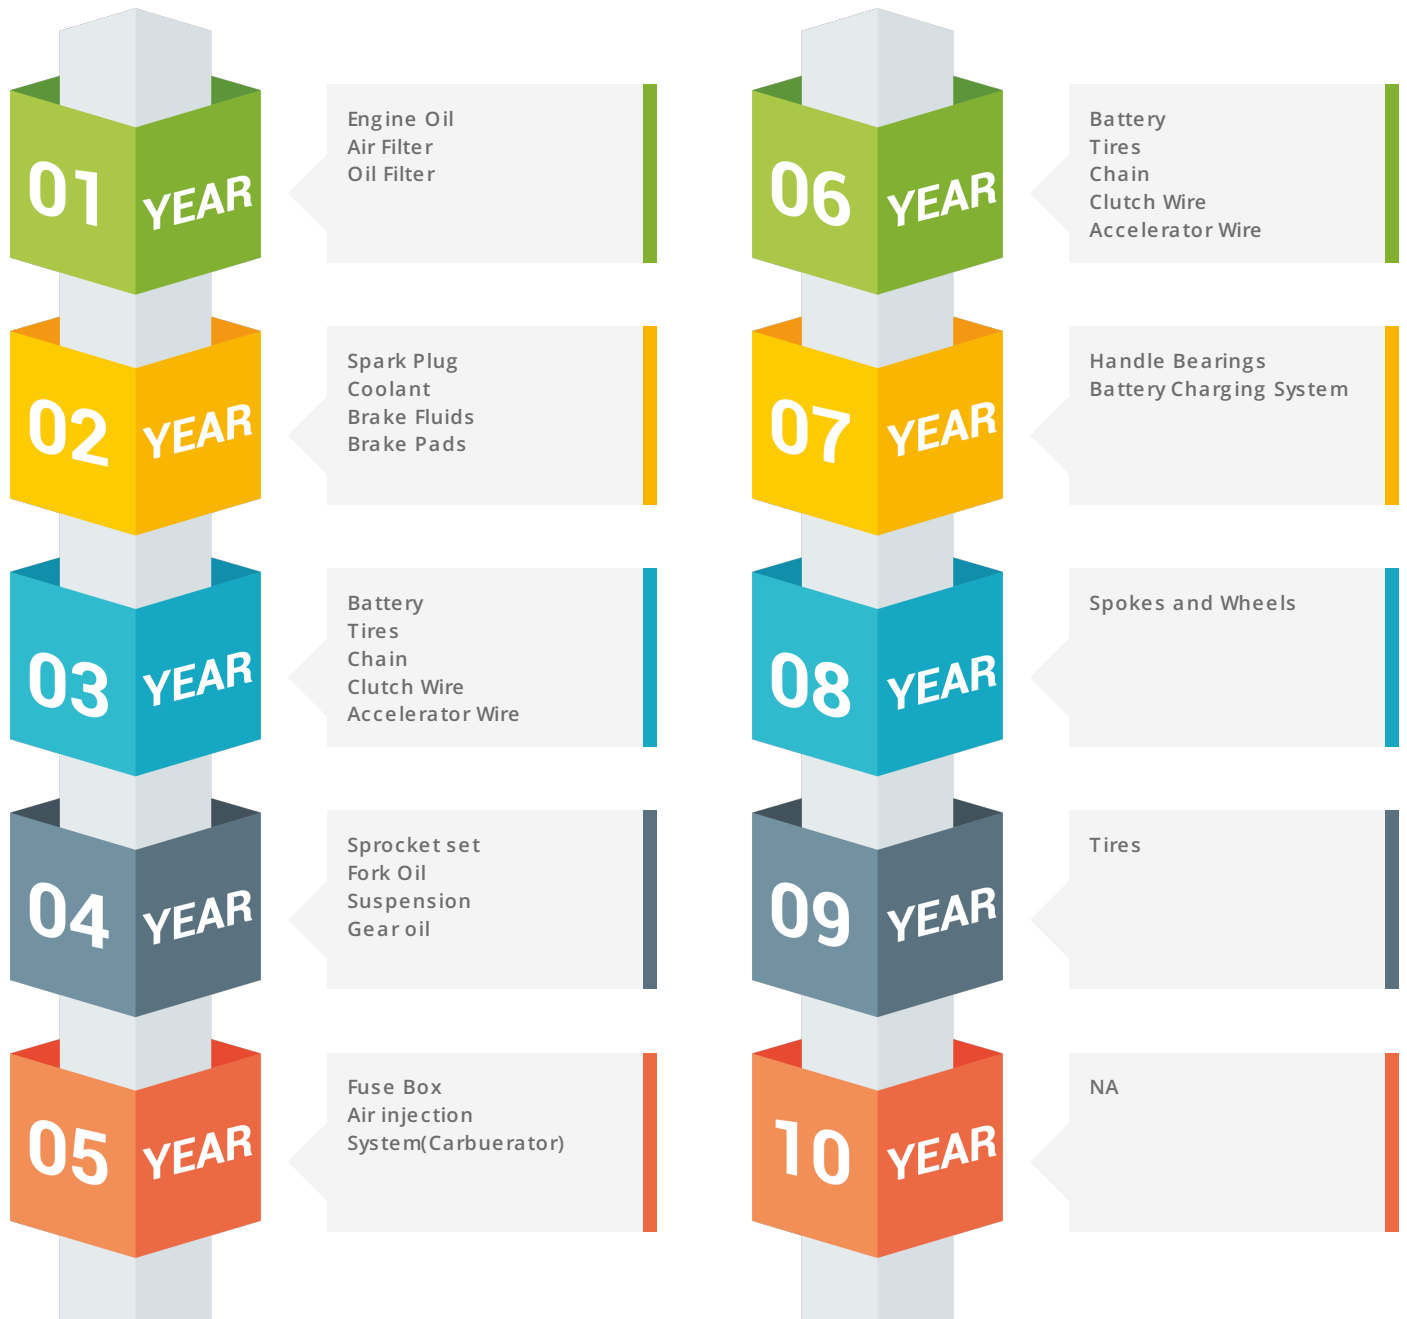 01 YEAR
Engine Oil
Air Filter
Oil Filter
02 YEAR
Spark Plug
Coolant
Brake Fluids
Brake Pads
03 YEAR
Battery
Tires
Chain
Clutch Wire
Accelerator Wire
04 YEAR
Sprocket set
Fork Oil
Suspension
Gear oil
05 YEAR
Fuse Box
Air injection
System(Carbuerator)
06 YEAR
Battery
Tires
Chain
Clutch Wire
Accelerator Wire
07 YEAR
Handle Bearings
Battery Charging System
08 YEAR
Spokes and Wheels
09 YEAR
Tires
10 YEAR
NA